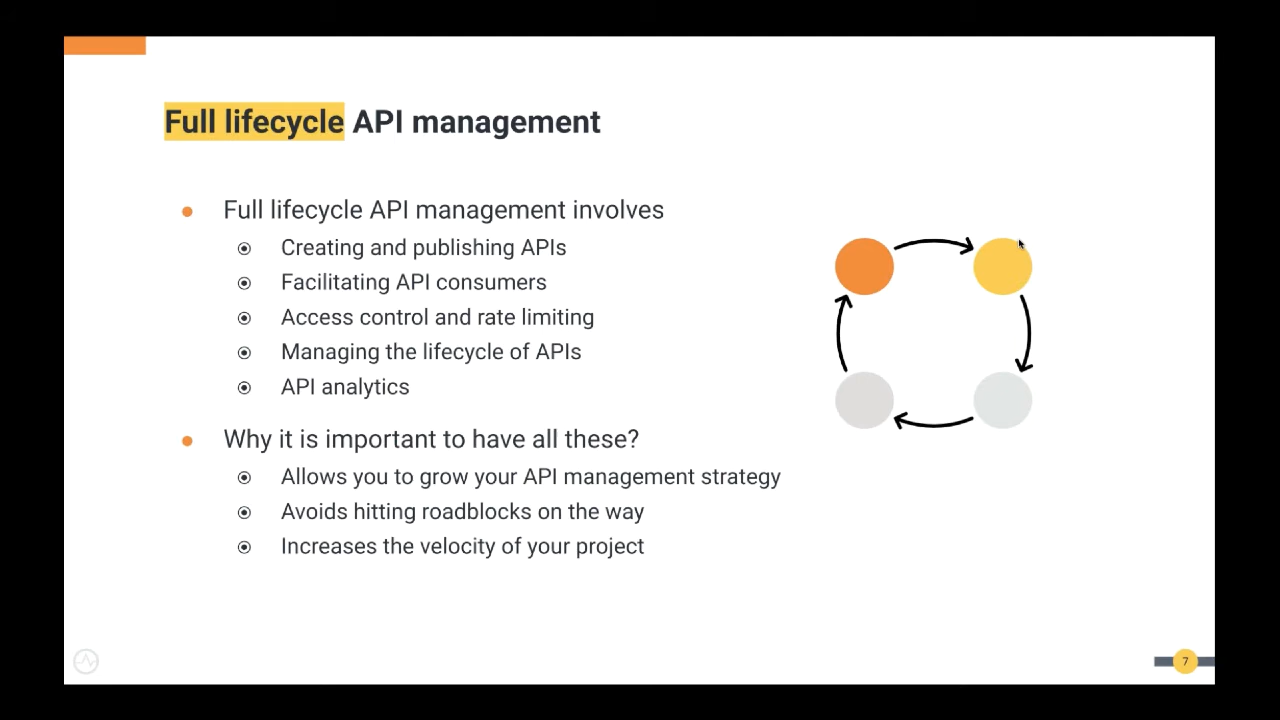 Full lifecycle API management
Full lifecycle API management involves
Creating and publishing APIs
Facilitating API consumers
Access control and rate limiting
Managing the lifecycle of APIs
API analytics
Why it is important to have all these?
Allows you to grow your API management strategy
Avoids hitting roadblocks on the way
Increases the velocity of your project
7